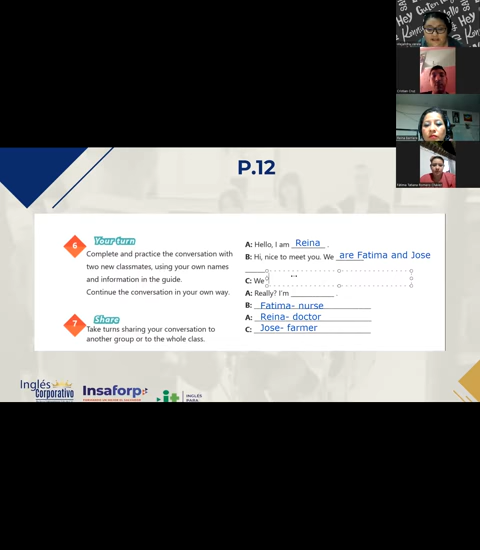 P.12
6 Your turn
Complete and practice the conversation with
two new classmates, using your own names
and information in the guide.
Continue the conversation in your own way.
7 Share
Take turns sharing your conversation to
another group or to the whole class.
A: Hello, I am Reina .
B: Hi, nice to meet you. We are Fatima and Jose
C: We
A: Really? I'm ____________ .
B: Fatima- nurse
A: Reina- doctor
C: Jose- farmer
Inglés
Corporativo
Insaforp
INGLÉS
PARA